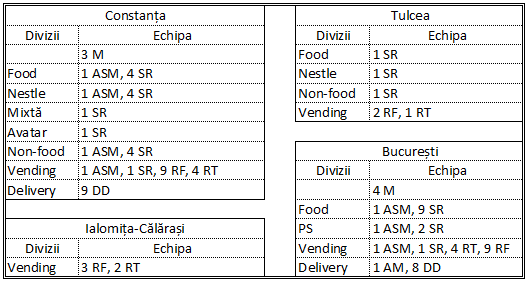 Constanța
Divizii Echipa
3 M
Food 1 ASM, 4 SR
Nestle 1 ASM, 4 SR
Mixtă 1 SR
Avatar 1 SR
Non-food 1 ASM, 4 SR
Vending 1 ASM, 1 SR, 9 RF, 4 RT
Delivery 9 DD
Ialomița-Călărași
Divizii Echipa
Vending 3 RF, 2 RT
Tulcea
Divizii Echipa
Food 1 SR
Nestle 1 SR
Non-food 1 SR
Vending 2 RF, 1 RT
București
Divizii Echipa
4 M
Food 1 ASM, 9 SR
PS 1 ASM, 2 SR
Vending 1 ASM, 1 SR, 4 RT, 9 RF
Delivery 1 AM, 8 DD